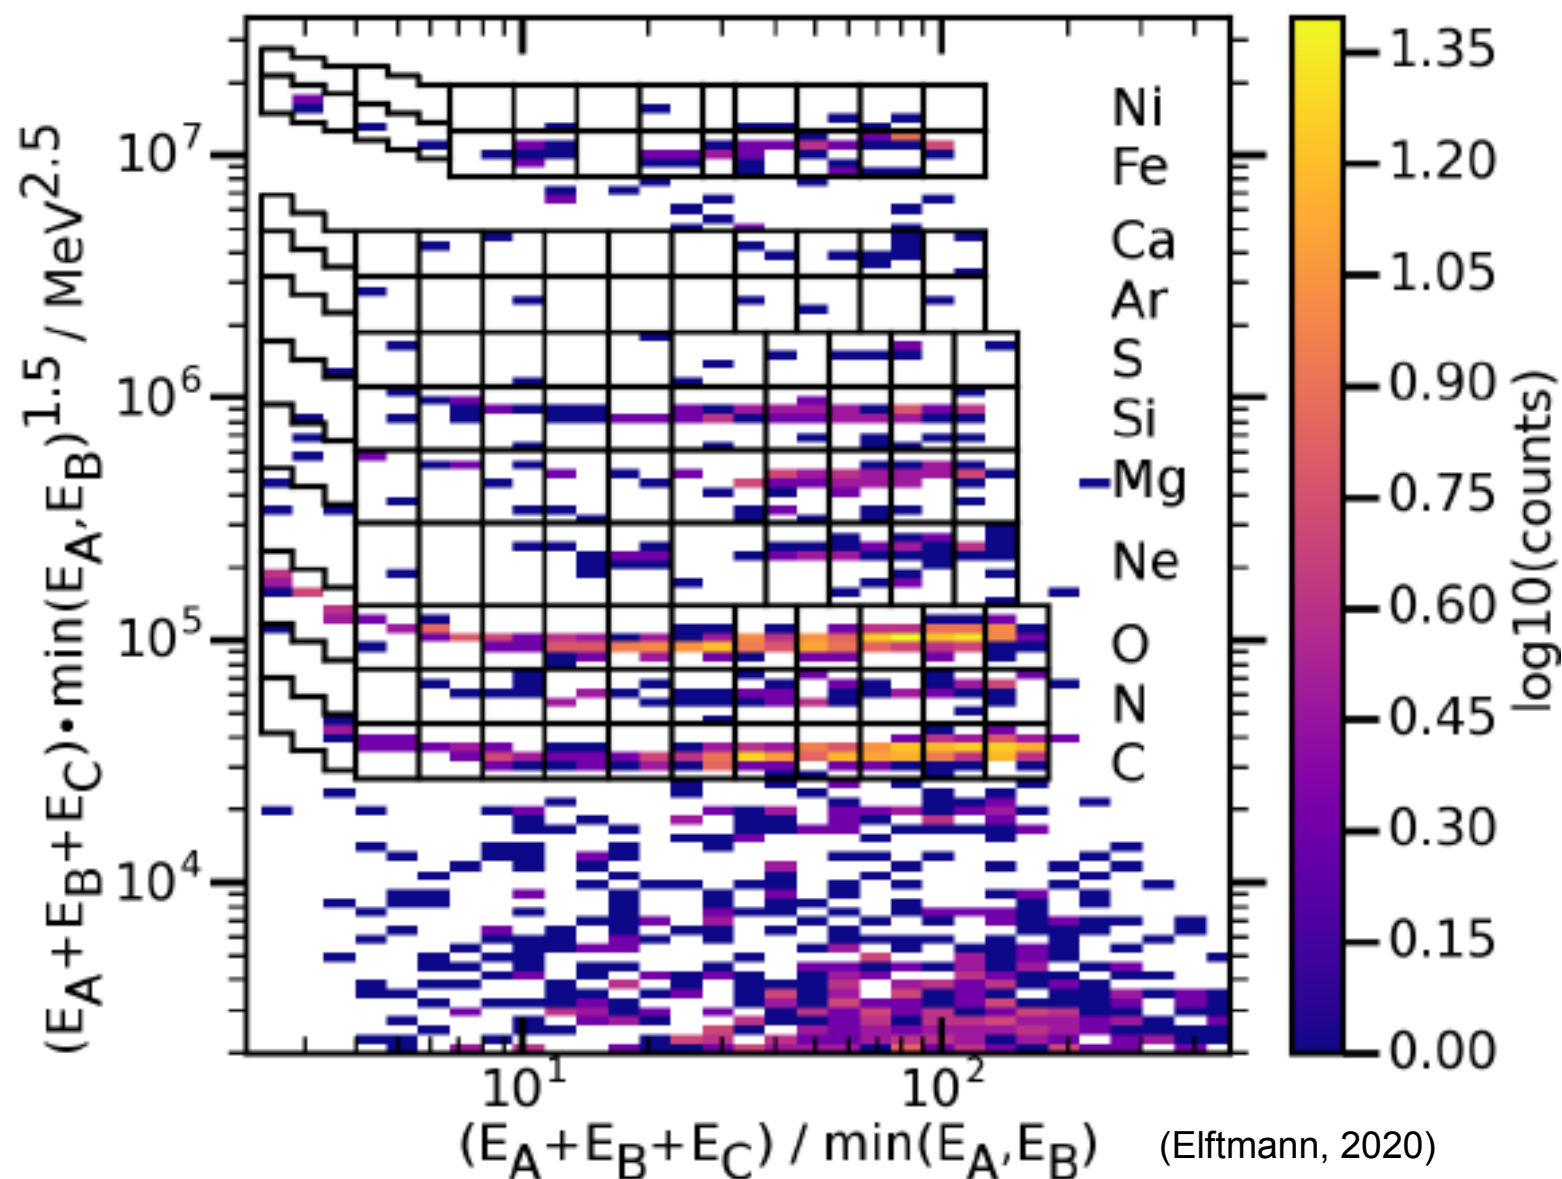 (E_A+E_B+E_C)•min(E_A,E_B)^1.5 / MeV^2.5
10^7
10^6
10^5
10^4
Ni
Fe
Ca
Ar
S
Si
Mg
Ne
O
N
C
1.35
1.20
1.05
0.90
0.75
0.60
0.45
0.30
0.15
0.00
log10(counts)
10^1
10^2
(E_A+E_B+E_C) / min(E_A,E_B)
(Elftmann, 2020)